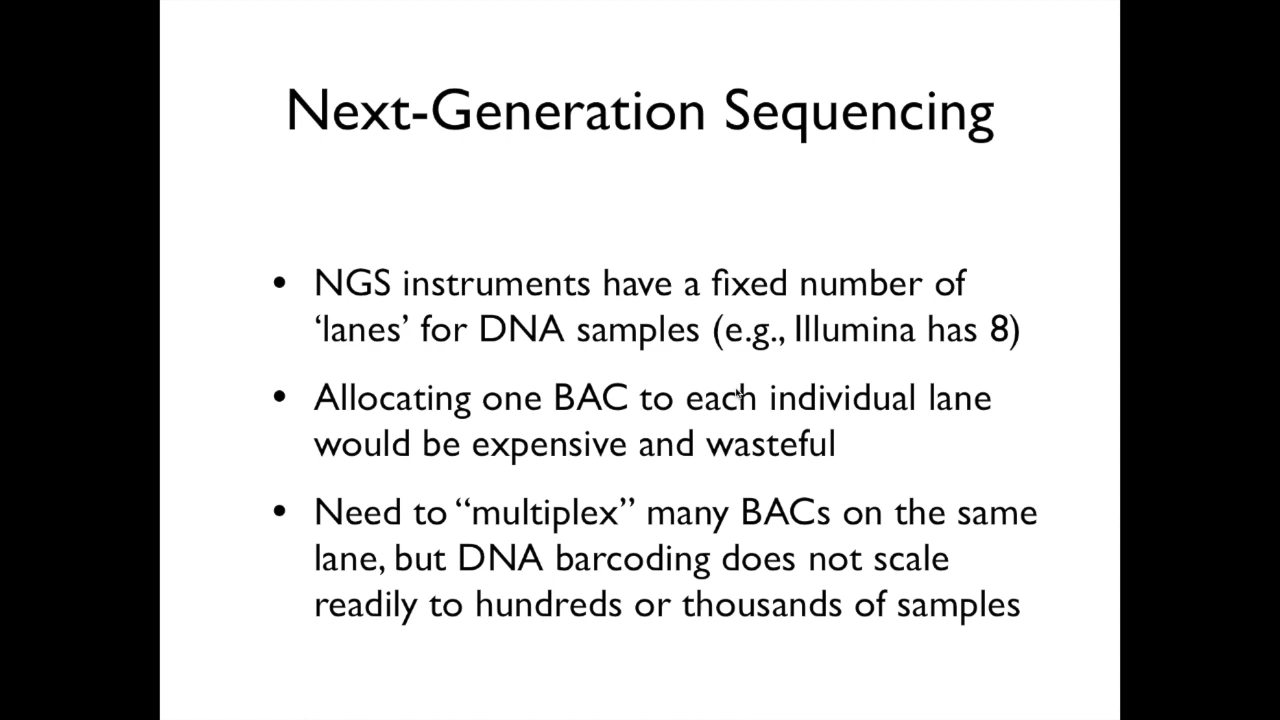 Next-Generation Sequencing
• NGS instruments have a fixed number of
‘lanes’ for DNA samples (e.g., Illumina has 8)
• Allocating one BAC to each individual lane
would be expensive and wasteful
• Need to “multiplex” many BACs on the same
lane, but DNA barcoding does not scale
readily to hundreds or thousands of samples